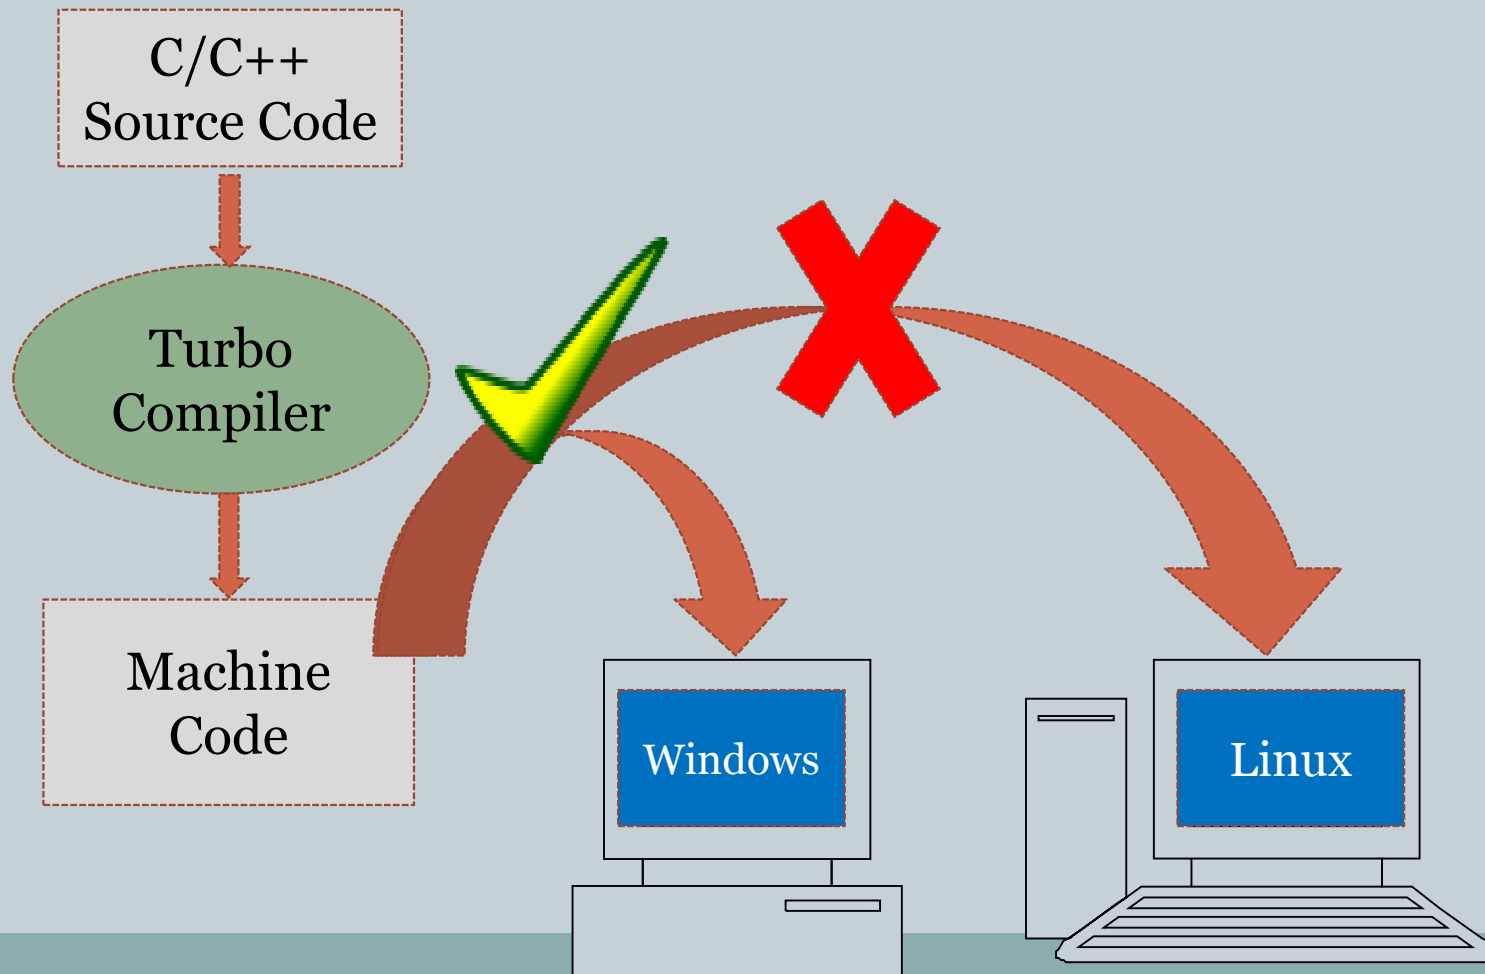 C/C++
Source Code
Turbo
Compiler
Machine
Code
Windows
Linux